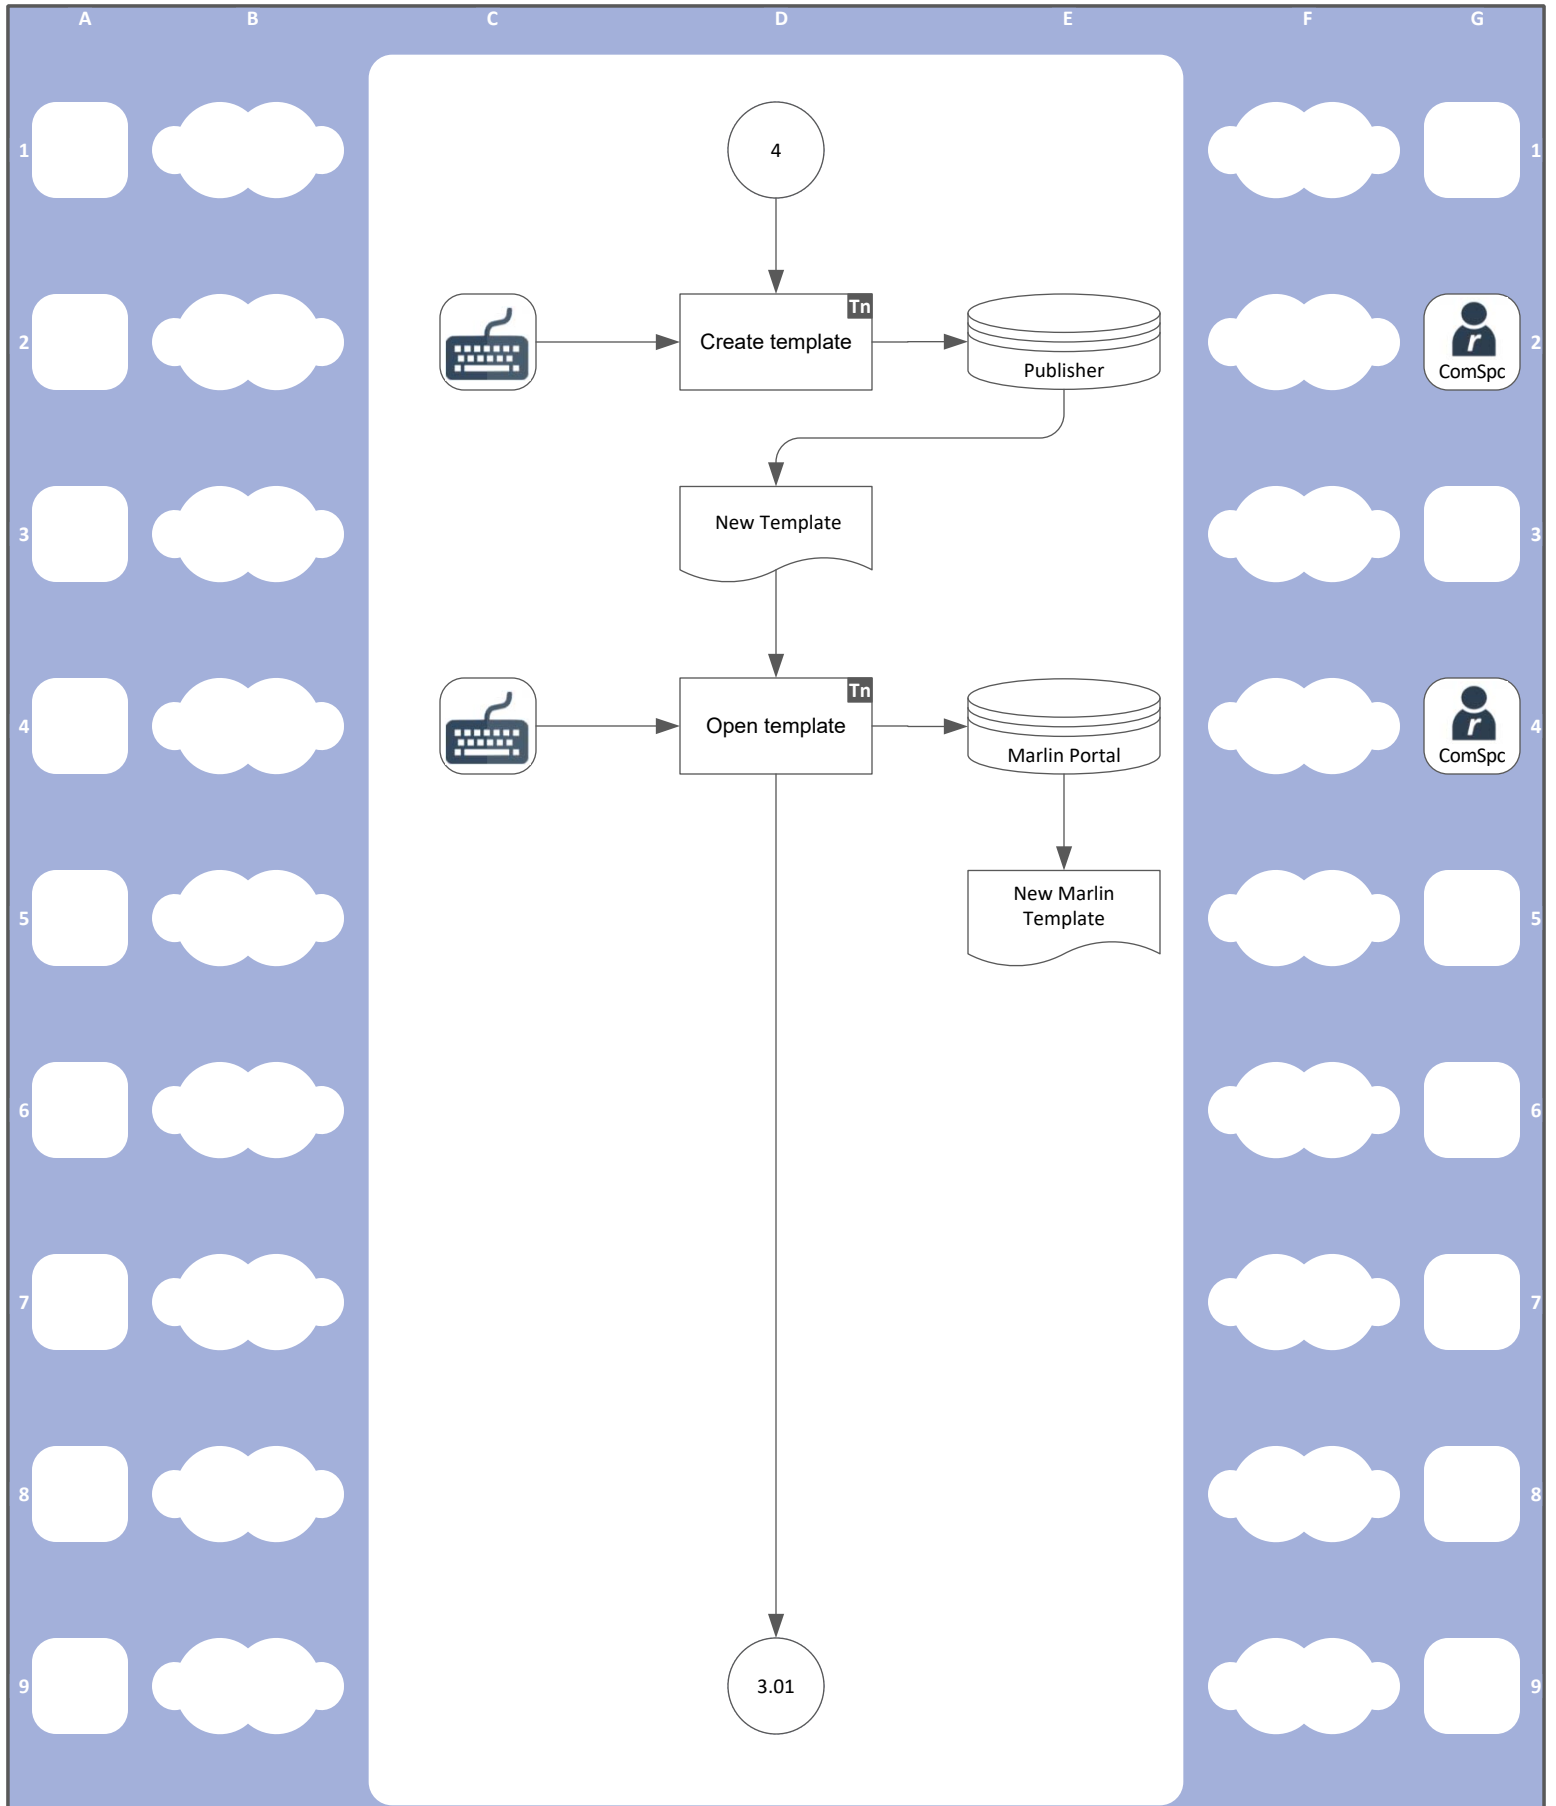 A B C D E F G
1 4 1
Tn
2 Create template Publisher r ComSpc 2
3 New Template 3
Tn
4 Open template Marlin Portal r ComSpc 4
New Marlin
5 Template 5
6 6
7 7
8 8
9 3.01 9